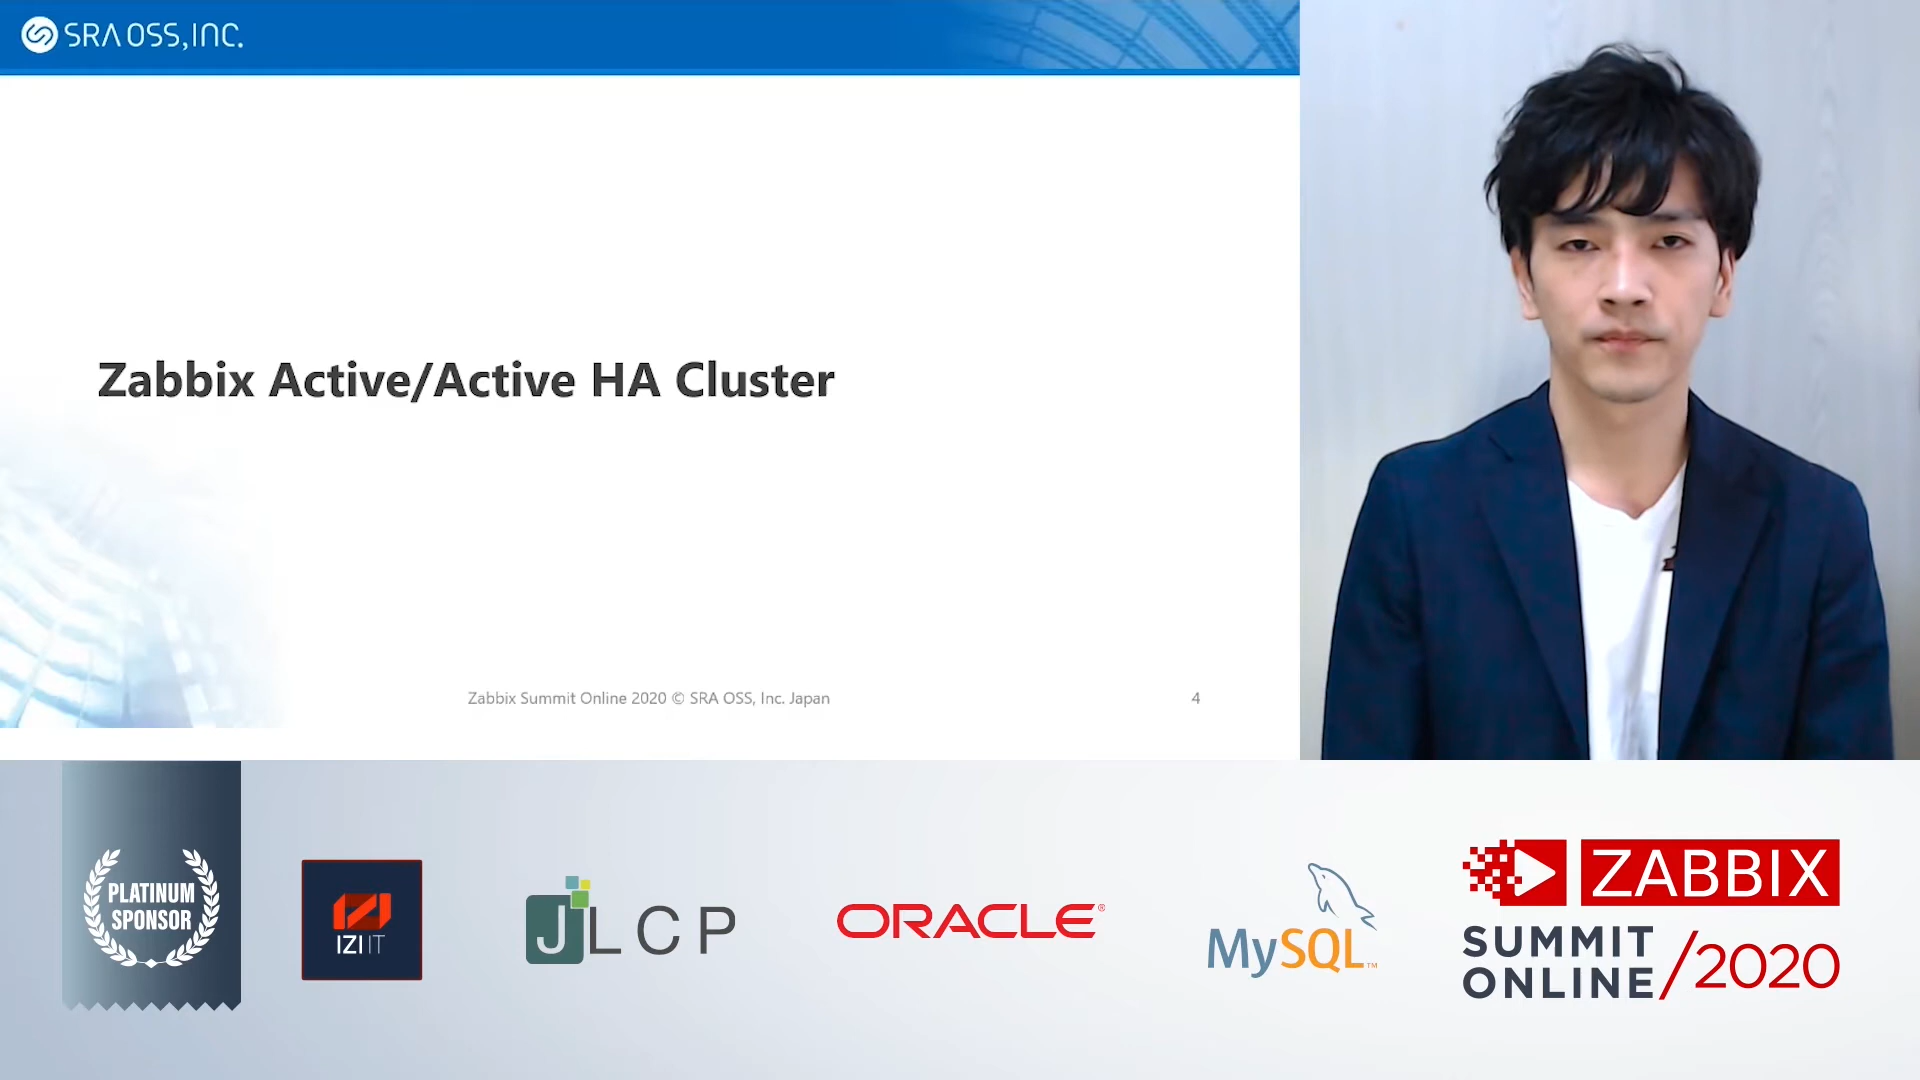 SRA OSS, INC.
Zabbix Active/Active HA Cluster
Zabbix Summit Online 2020 © SRA OSS, Inc. Japan
4
PLATINUM
SPONSOR
IZI IT
JLCP
ORACLE®
MySQL™
ZABBIX
SUMMIT
ONLINE /2020